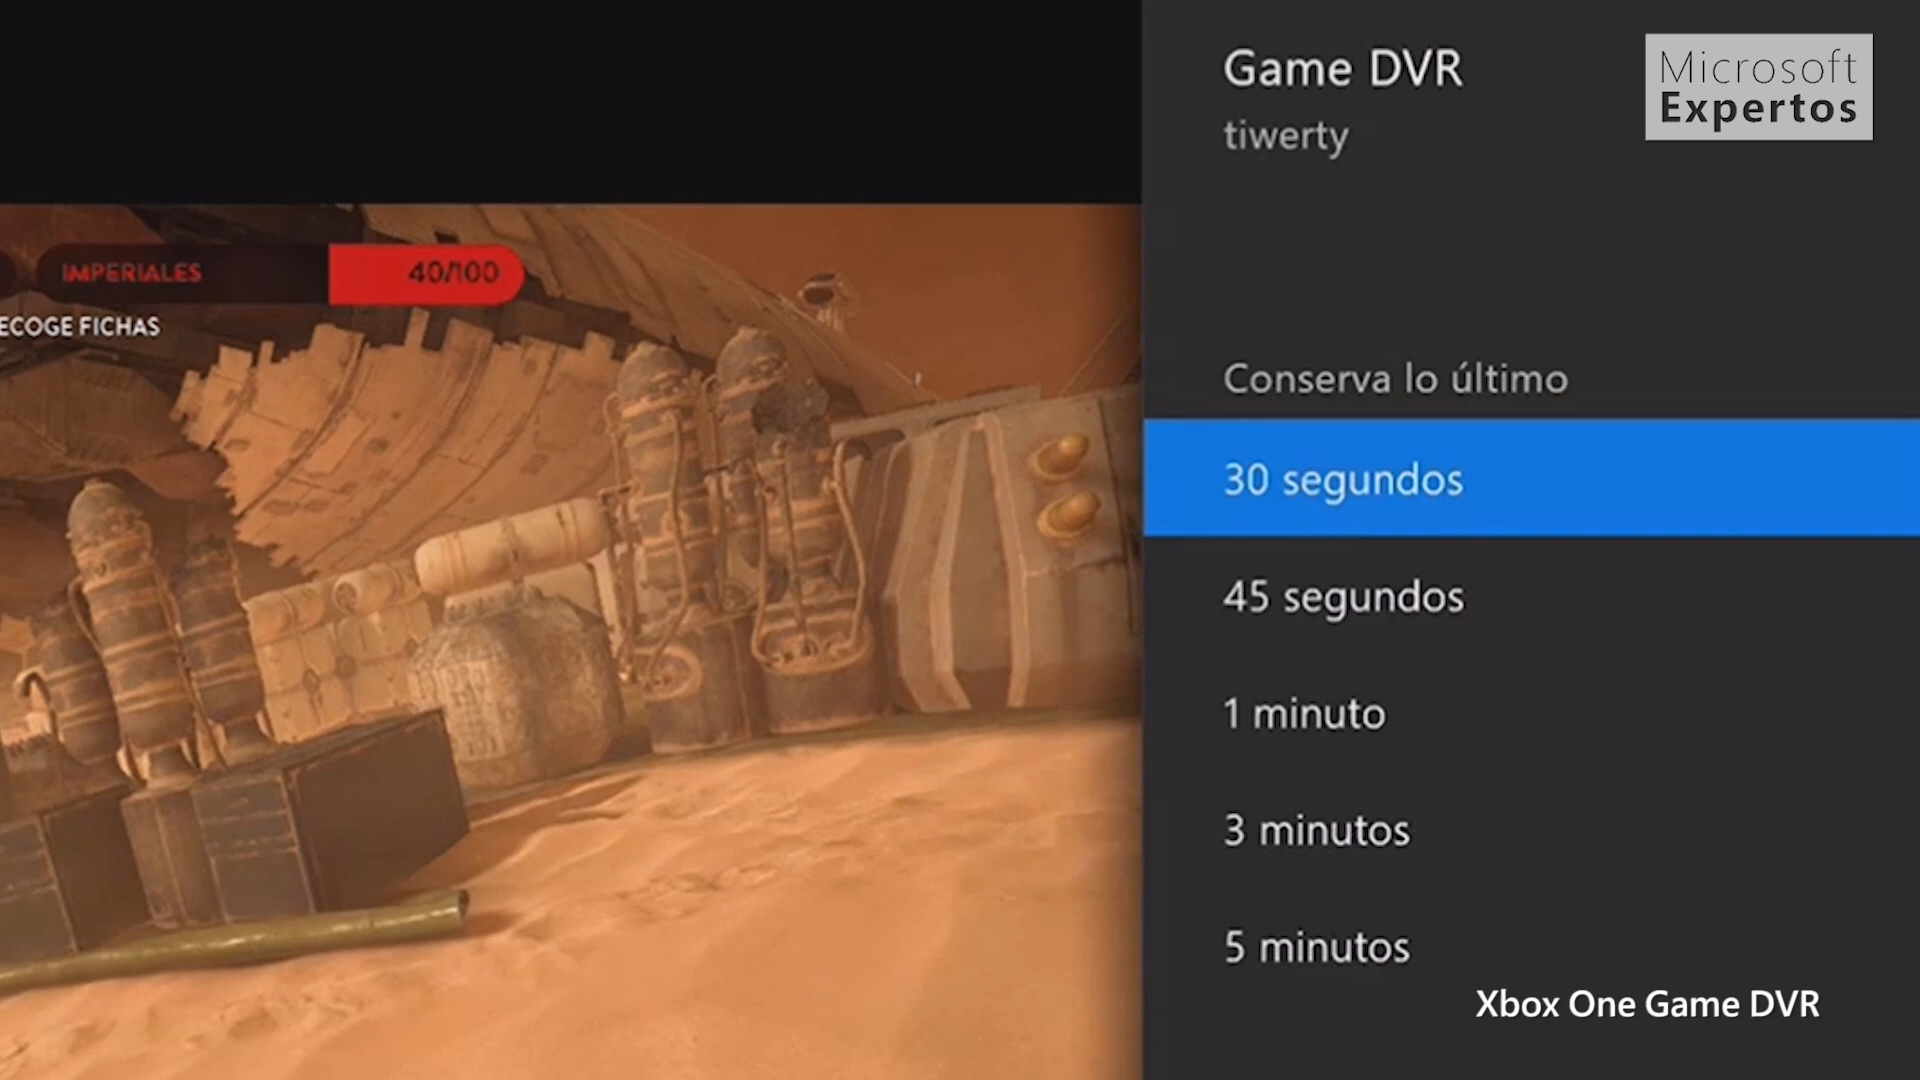 Game DVR
tiwerty
Microsoft
Expertos
IMPERIALES
40/100
ECOGE FICHAS
Conserva lo último
30 segundos
45 segundos
1 minuto
3 minutos
5 minutos
Xbox One Game DVR